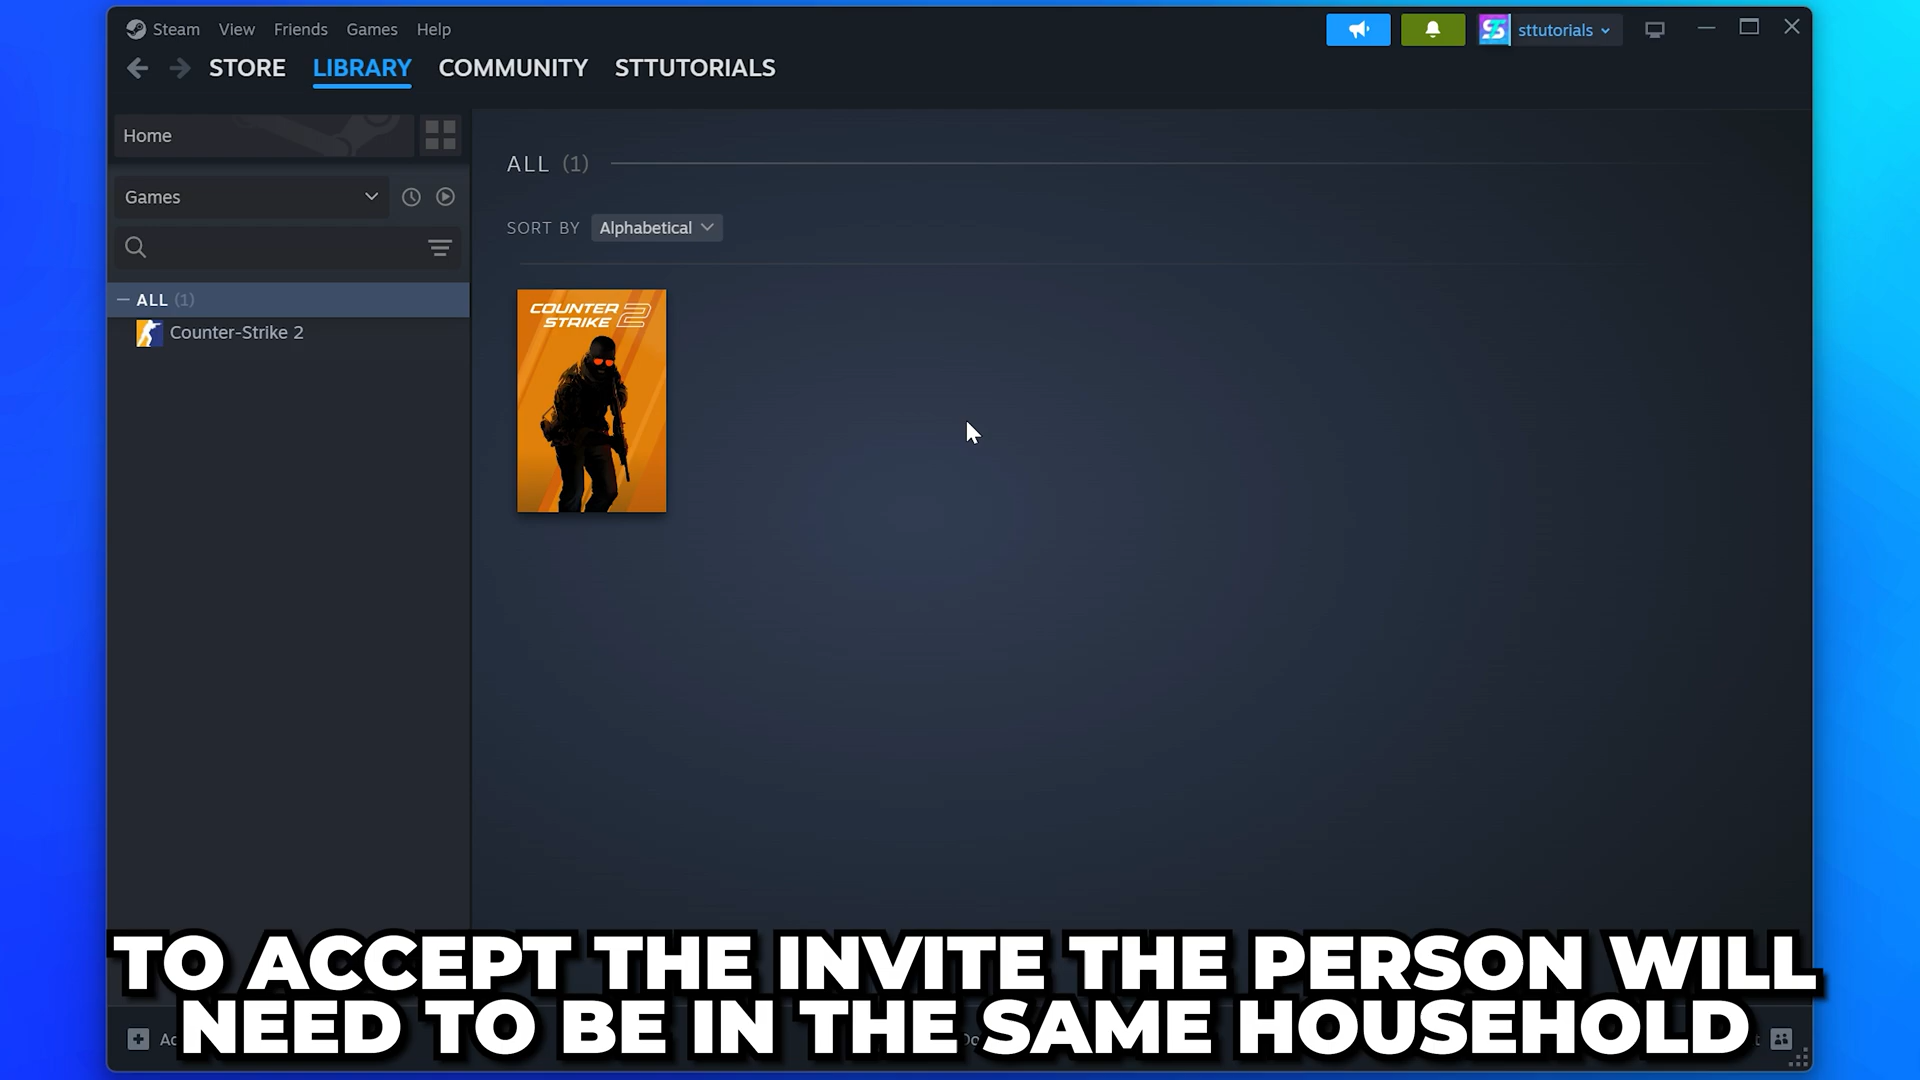 Steam View Friends Games Help
sttutorials
STORE LIBRARY COMMUNITY STTUTORIALS
Home
ALL (1)
Games
SORT BY Alphabetical
ALL (1)
Counter-Strike 2
COUNTER
STRIKE 2
TO ACCEPT THE INVITE THE PERSON WILL
NEED TO BE IN THE SAME HOUSEHOLD